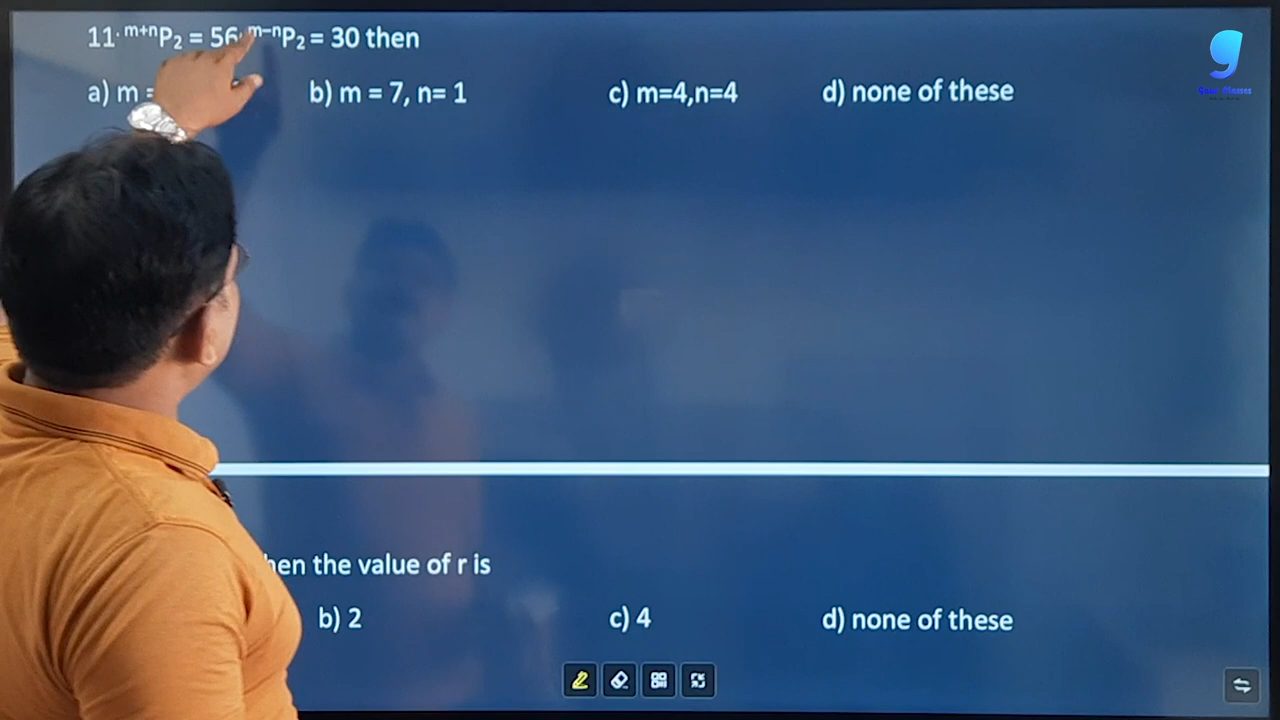 11. ᵐ⁺ⁿP₂ = 56, ᵐ⁻ⁿP₂ = 30 then
a) m = b) m = 7, n= 1 c) m=4,n=4 d) none of these
then the value of r is
b) 2 c) 4 d) none of these